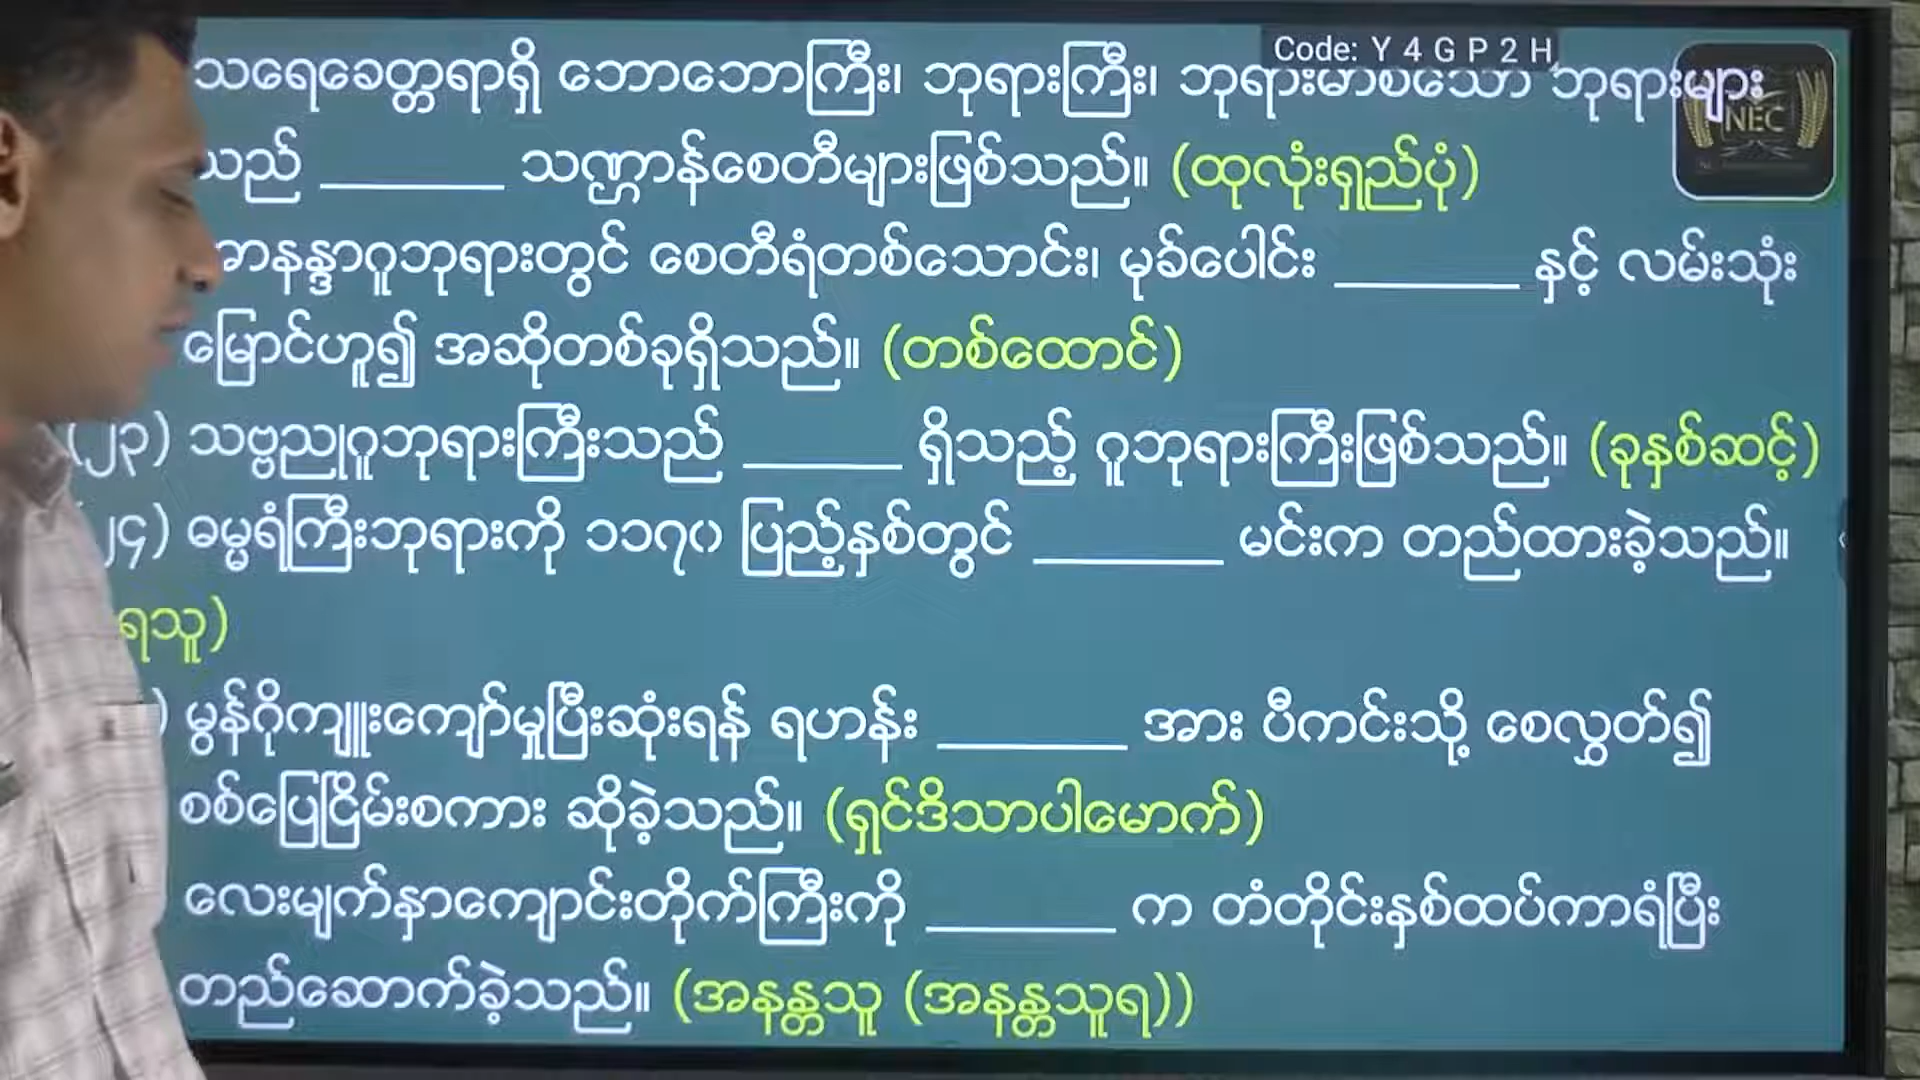 Code: Y 4 G P 2 H
သရေခေတ္တရာရှိ ဘောဘောကြီး၊ ဘုရားကြီး၊ ဘုရားမာစသော ဘုရားများ
NEC
သည် ______ သဏ္ဌာန်စေတီများဖြစ်သည်။ (ထုလုံးရှည်ပုံ)
အာနန္ဒာဂူဘုရားတွင် စေတီရံတစ်သောင်း၊ မုခ်ပေါင်း ______ နှင့် လမ်းသုံး
မြောင်ဟူ၍ အဆိုတစ်ခုရှိသည်။ (တစ်ထောင်)
(၂၃) သဗ္ဗညုဂူဘုရားကြီးသည် ______ ရှိသည့် ဂူဘုရားကြီးဖြစ်သည်။ (ခုနှစ်ဆင့်)
၂၄) ဓမ္မရံကြီးဘုရားကို ၁၁၇၀ ပြည့်နှစ်တွင် ______ မင်းက တည်ထားခဲ့သည်။
ရသူ)
) မွန်ဂိုကျူးကျော်မှုပြီးဆုံးရန် ရဟန်း ______ အား ပီကင်းသို့ စေလွှတ်၍
စစ်ပြေငြိမ်းစကား ဆိုခဲ့သည်။ (ရှင်ဒိသာပါမောက်)
လေးမျက်နှာကျောင်းတိုက်ကြီးကို ______ က တံတိုင်းနှစ်ထပ်ကာရံပြီး
တည်ဆောက်ခဲ့သည်။ (အနန္တသူ (အနန္တသူရ))